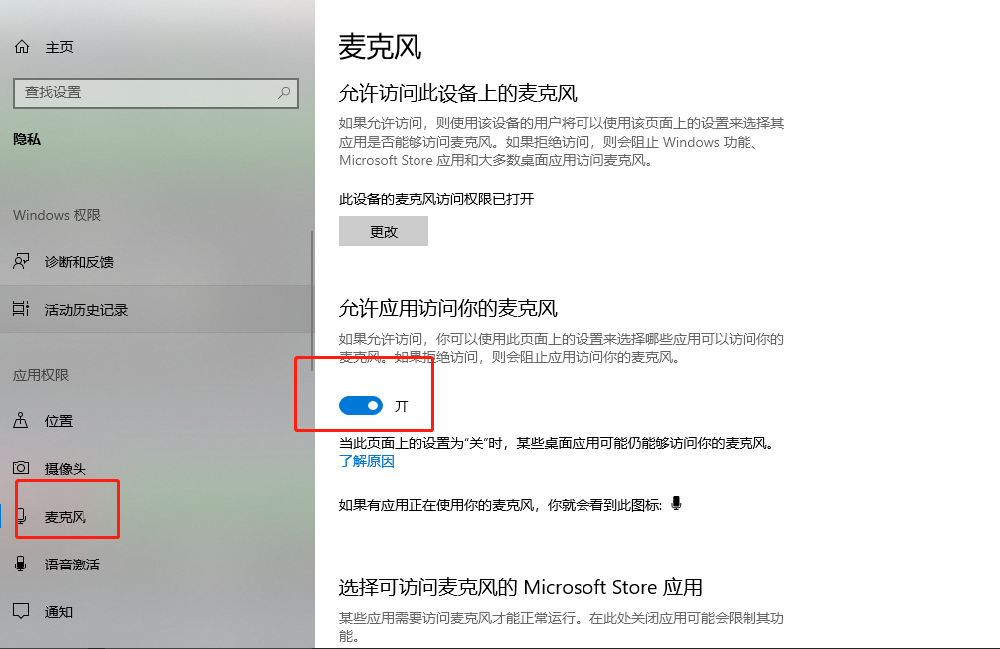 主页
查找设置
隐私
Windows 权限
诊断和反馈
活动历史记录
应用权限
位置
摄像头
麦克风
语音激活
通知
麦克风
允许访问此设备上的麦克风
如果允许访问，则使用该设备的用户将可以使用该页面上的设置来选择其
应用是否能够访问麦克风。如果拒绝访问，则会阻止 Windows 功能、
Microsoft Store 应用和大多数桌面应用访问麦克风。
此设备的麦克风访问权限已打开
更改
允许应用访问你的麦克风
如果允许访问，你可以使用此页面上的设置来选择哪些应用可以访问你的
麦克风。如果拒绝访问，则会阻止应用访问你的麦克风。
开
当此页面上的设置为“关”时，某些桌面应用可能仍能够访问你的麦克风。
了解原因
如果有应用正在使用你的麦克风，你就会看到此图标:
选择可访问麦克风的 Microsoft Store 应用
某些应用需要访问麦克风才能正常运行。在此处关闭应用可能会限制其功
能。